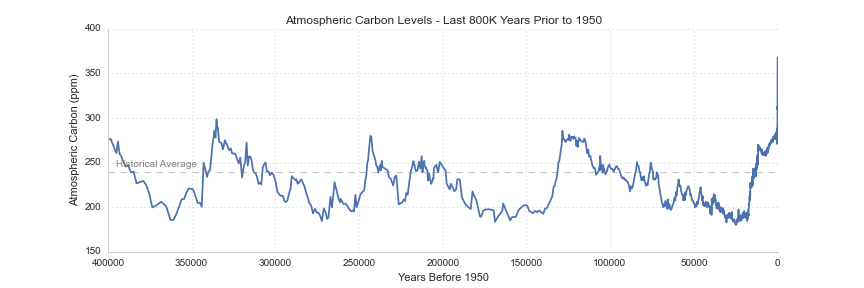 Atmospheric Carbon Levels - Last 800K Years Prior to 1950
Atmospheric Carbon (ppm)
400
350
300
250
200
150
Historical Average
400000 350000 300000 250000 200000 150000 100000 50000 0
Years Before 1950